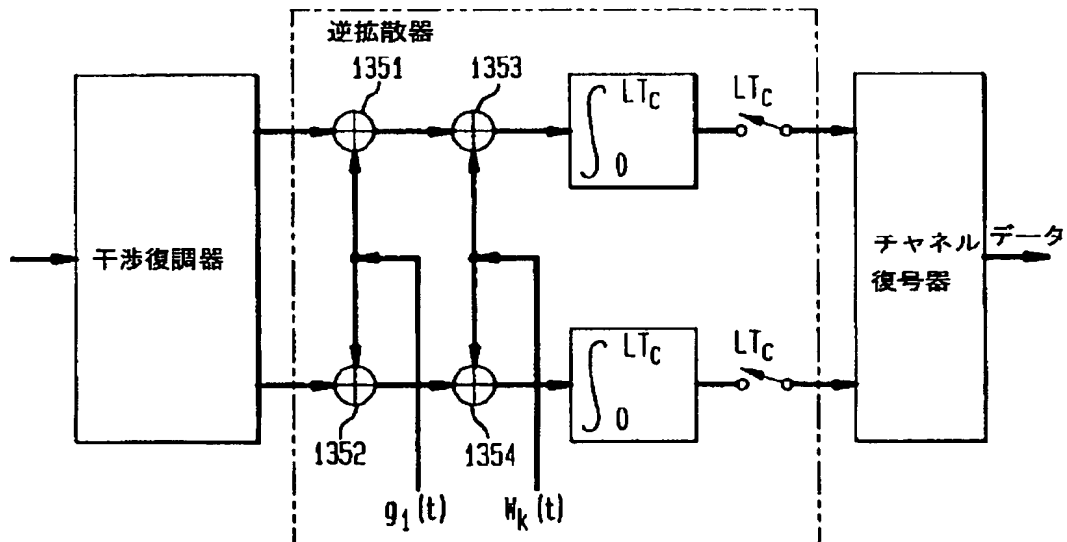 逆拡散器
1351
1353
LTC
∫
0
LTC
干渉復調器
チャネル
復号器
データ
LTC
∫
0
LTC
1352
1354
g1(t)
Wk(t)